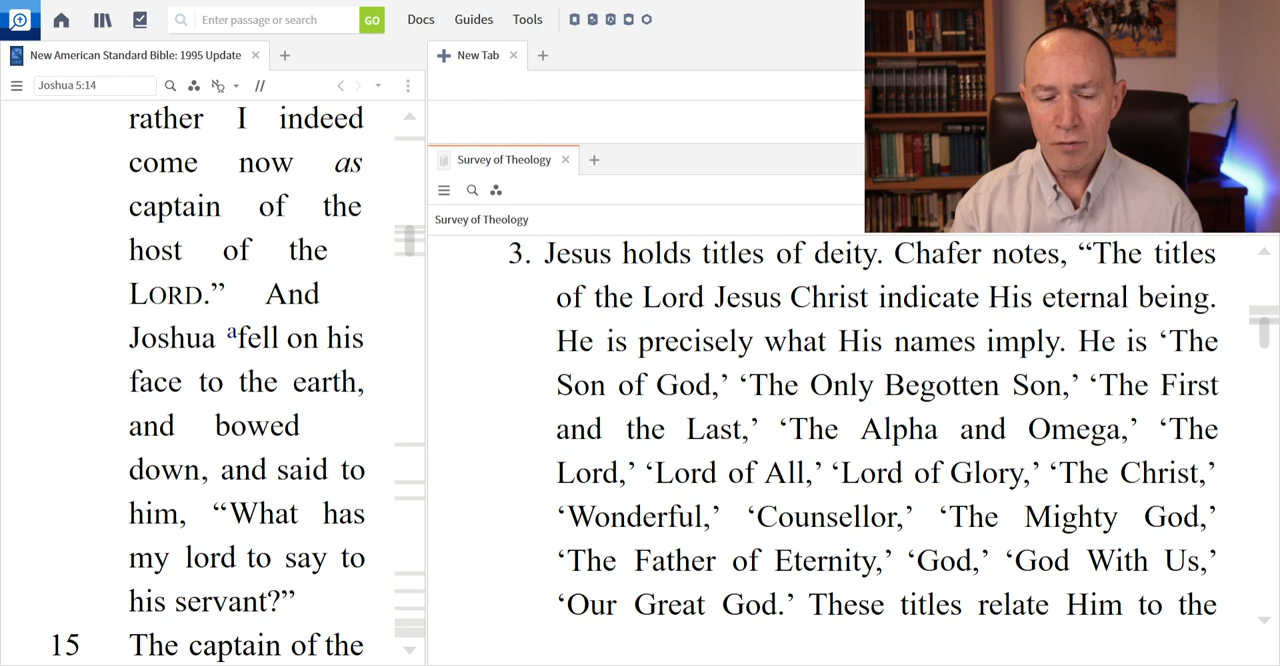 Enter passage or search
GO
Docs
Guides
Tools
New American Standard Bible: 1995 Update
Joshua 5:14
rather I indeed
come now as
captain of the
host of the
LORD.” And
Joshua ᵃfell on his
face to the earth,
and bowed
down, and said to
him, “What has
my lord to say to
his servant?”
15 The captain of the
New Tab
Survey of Theology
Survey of Theology
3. Jesus holds titles of deity. Chafer notes, “The titles
of the Lord Jesus Christ indicate His eternal being.
He is precisely what His names imply. He is ‘The
Son of God,’ ‘The Only Begotten Son,’ ‘The First
and the Last,’ ‘The Alpha and Omega,’ ‘The
Lord,’ ‘Lord of All,’ ‘Lord of Glory,’ ‘The Christ,’
‘Wonderful,’ ‘Counsellor,’ ‘The Mighty God,’
‘The Father of Eternity,’ ‘God,’ ‘God With Us,’
‘Our Great God.’ These titles relate Him to the